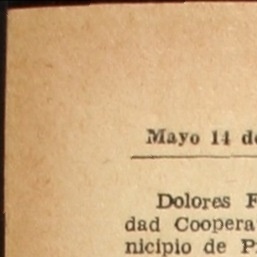 Mayo 14 de
Dolores F
dad Coopera
nicipio de P